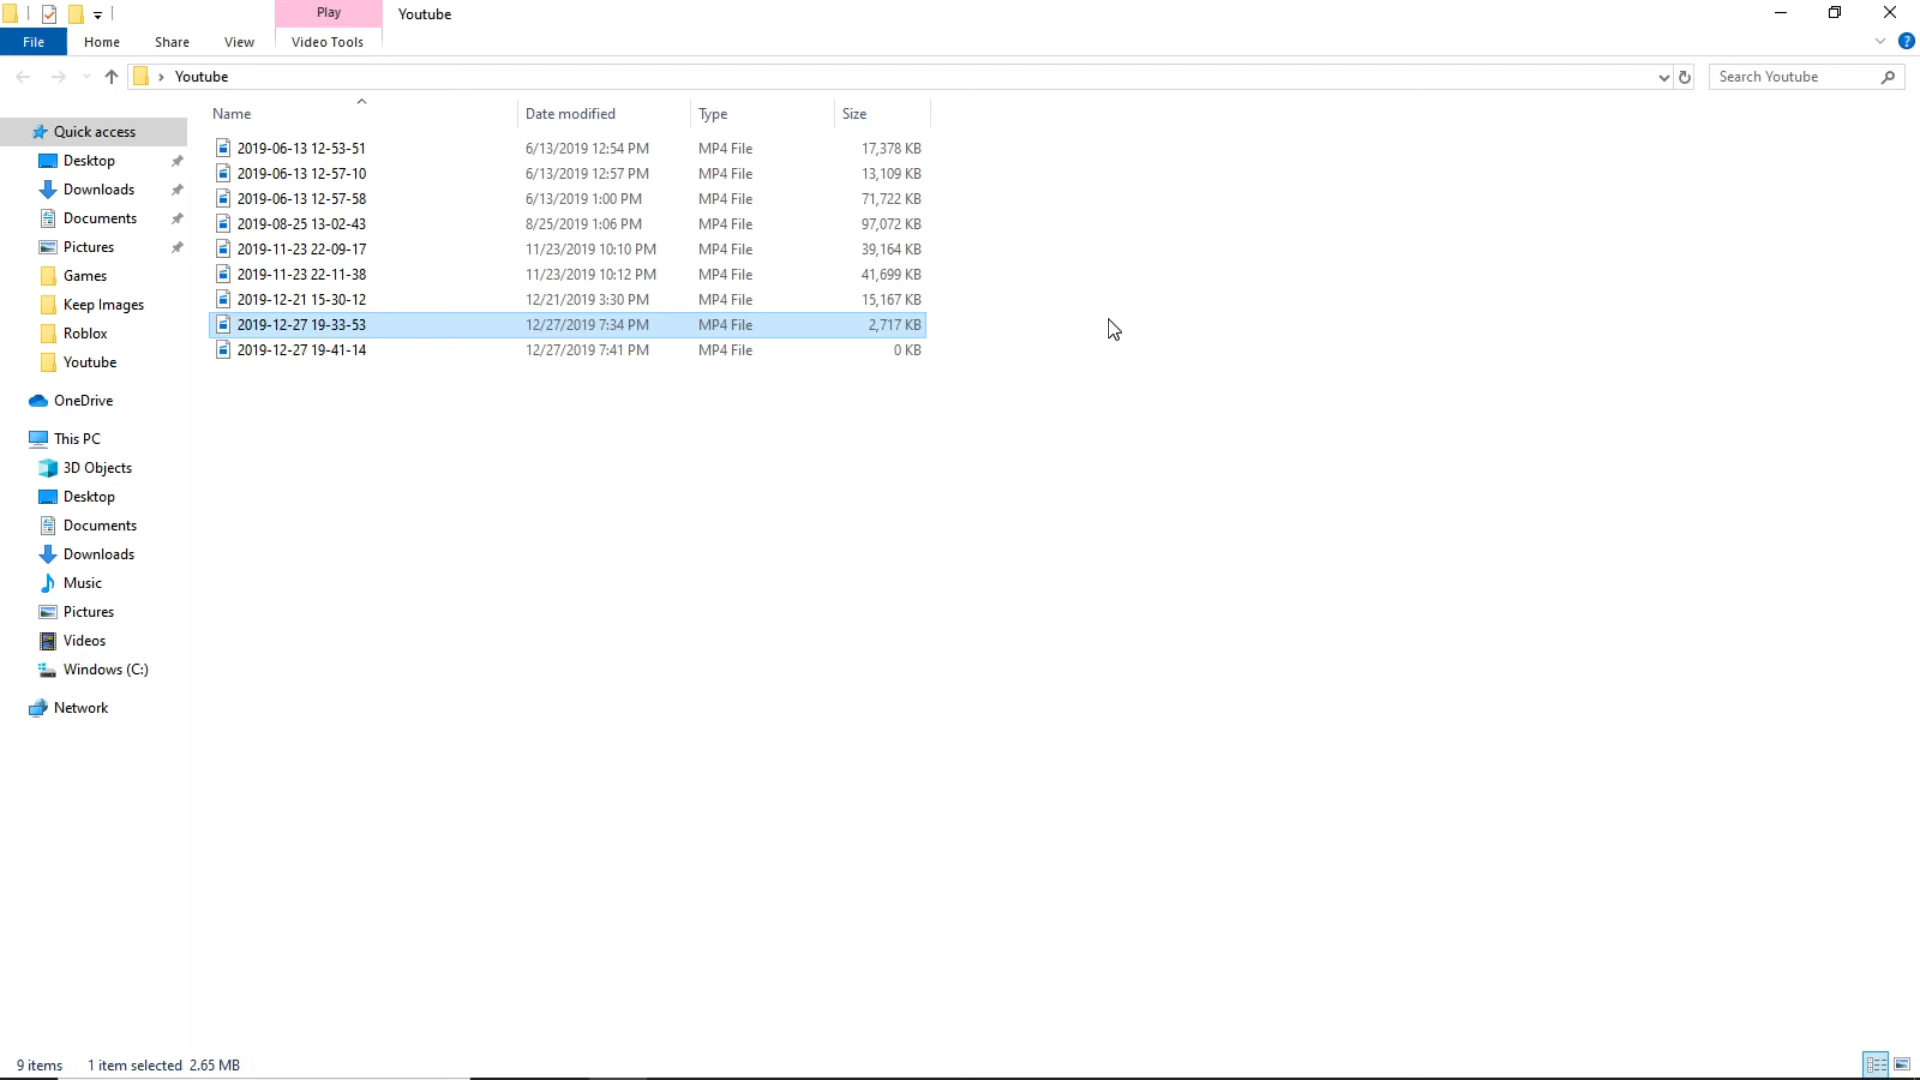 Play Youtube
File Home Share View Video Tools
Youtube Search Youtube
Name Date modified Type Size
Quick access
Desktop
Downloads
Documents
Pictures
Games
Keep Images
Roblox
Youtube
OneDrive
This PC
3D Objects
Desktop
Documents
Downloads
Music
Pictures
Videos
Windows (C:)
Network
2019-06-13 12-53-51 6/13/2019 12:54 PM MP4 File 17,378 KB
2019-06-13 12-57-10 6/13/2019 12:57 PM MP4 File 13,109 KB
2019-06-13 12-57-58 6/13/2019 1:00 PM MP4 File 71,722 KB
2019-08-25 13-02-43 8/25/2019 1:06 PM MP4 File 97,072 KB
2019-11-23 22-09-17 11/23/2019 10:10 PM MP4 File 39,164 KB
2019-11-23 22-11-38 11/23/2019 10:12 PM MP4 File 41,699 KB
2019-12-21 15-30-12 12/21/2019 3:30 PM MP4 File 15,167 KB
2019-12-27 19-33-53 12/27/2019 7:34 PM MP4 File 2,717 KB
2019-12-27 19-41-14 12/27/2019 7:41 PM MP4 File 0 KB
9 items 1 item selected 2.65 MB